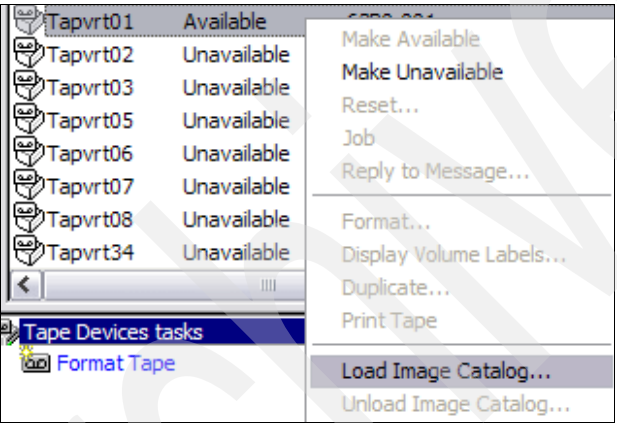 Tapvrt01 Available 63B0-001
Tapvrt02 Unavailable
Tapvrt03 Unavailable
Tapvrt05 Unavailable
Tapvrt06 Unavailable
Tapvrt07 Unavailable
Tapvrt08 Unavailable
Tapvrt34 Unavailable
Make Available
Make Unavailable
Reset...
Job
Reply to Message...
Format...
Display Volume Labels...
Duplicate...
Print Tape
Load Image Catalog...
Unload Image Catalog...
Tape Devices tasks
Format Tape